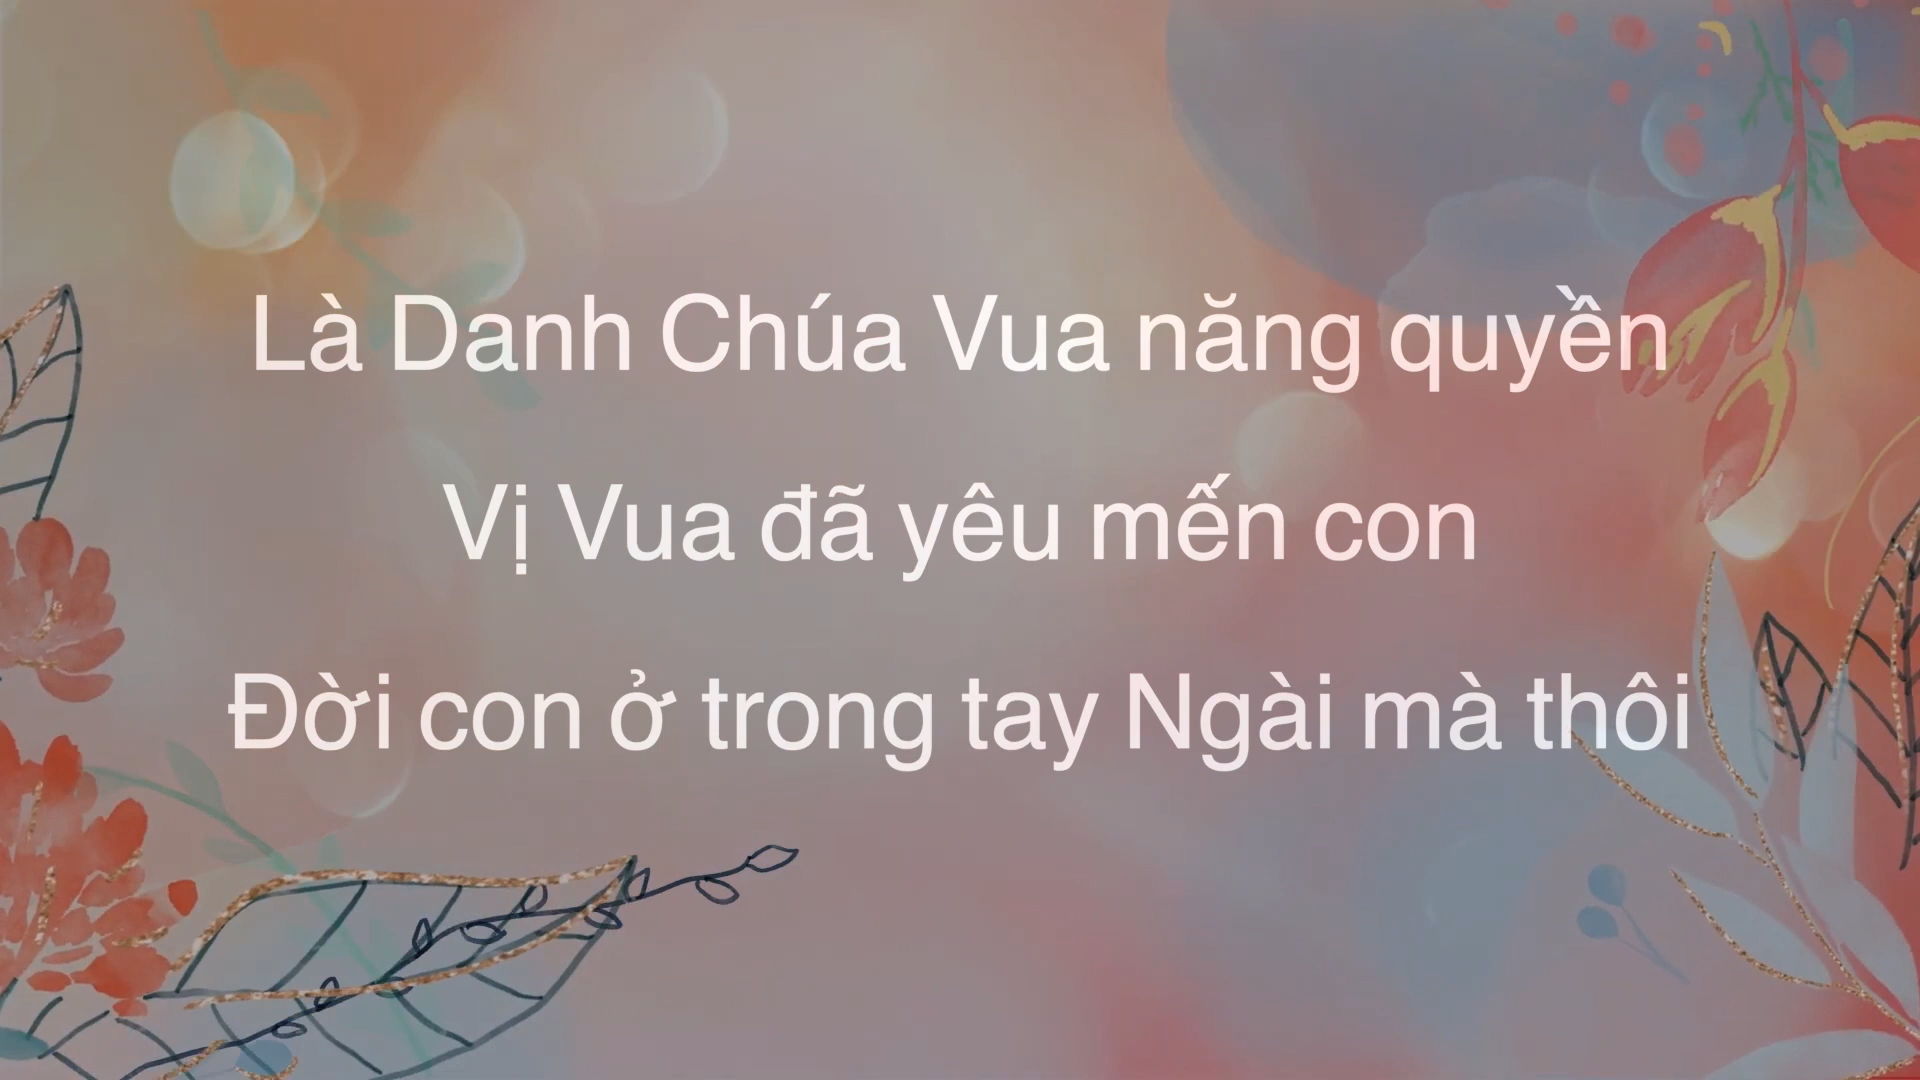 Là Danh Chúa Vua năng quyền
Vị Vua đã yêu mến con
Đời con ở trong tay Ngài mà thôi